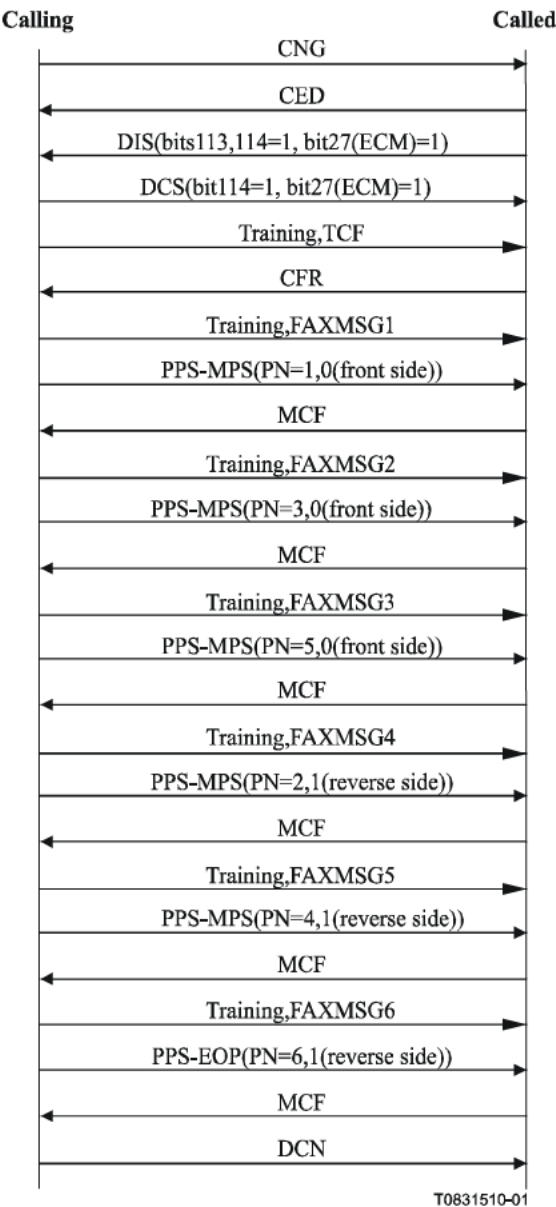 Calling Called
CNG
CED
DIS(bits113,114=1, bit27(ECM)=1)
DCS(bit114=1, bit27(ECM)=1)
Training,TCF
CFR
Training,FAXMSG1
PPS-MPS(PN=1,0(front side))
MCF
Training,FAXMSG2
PPS-MPS(PN=3,0(front side))
MCF
Training,FAXMSG3
PPS-MPS(PN=5,0(front side))
MCF
Training,FAXMSG4
PPS-MPS(PN=2,1(reverse side))
MCF
Training,FAXMSG5
PPS-MPS(PN=4,1(reverse side))
MCF
Training,FAXMSG6
PPS-EOP(PN=6,1(reverse side))
MCF
DCN
T0831510-01